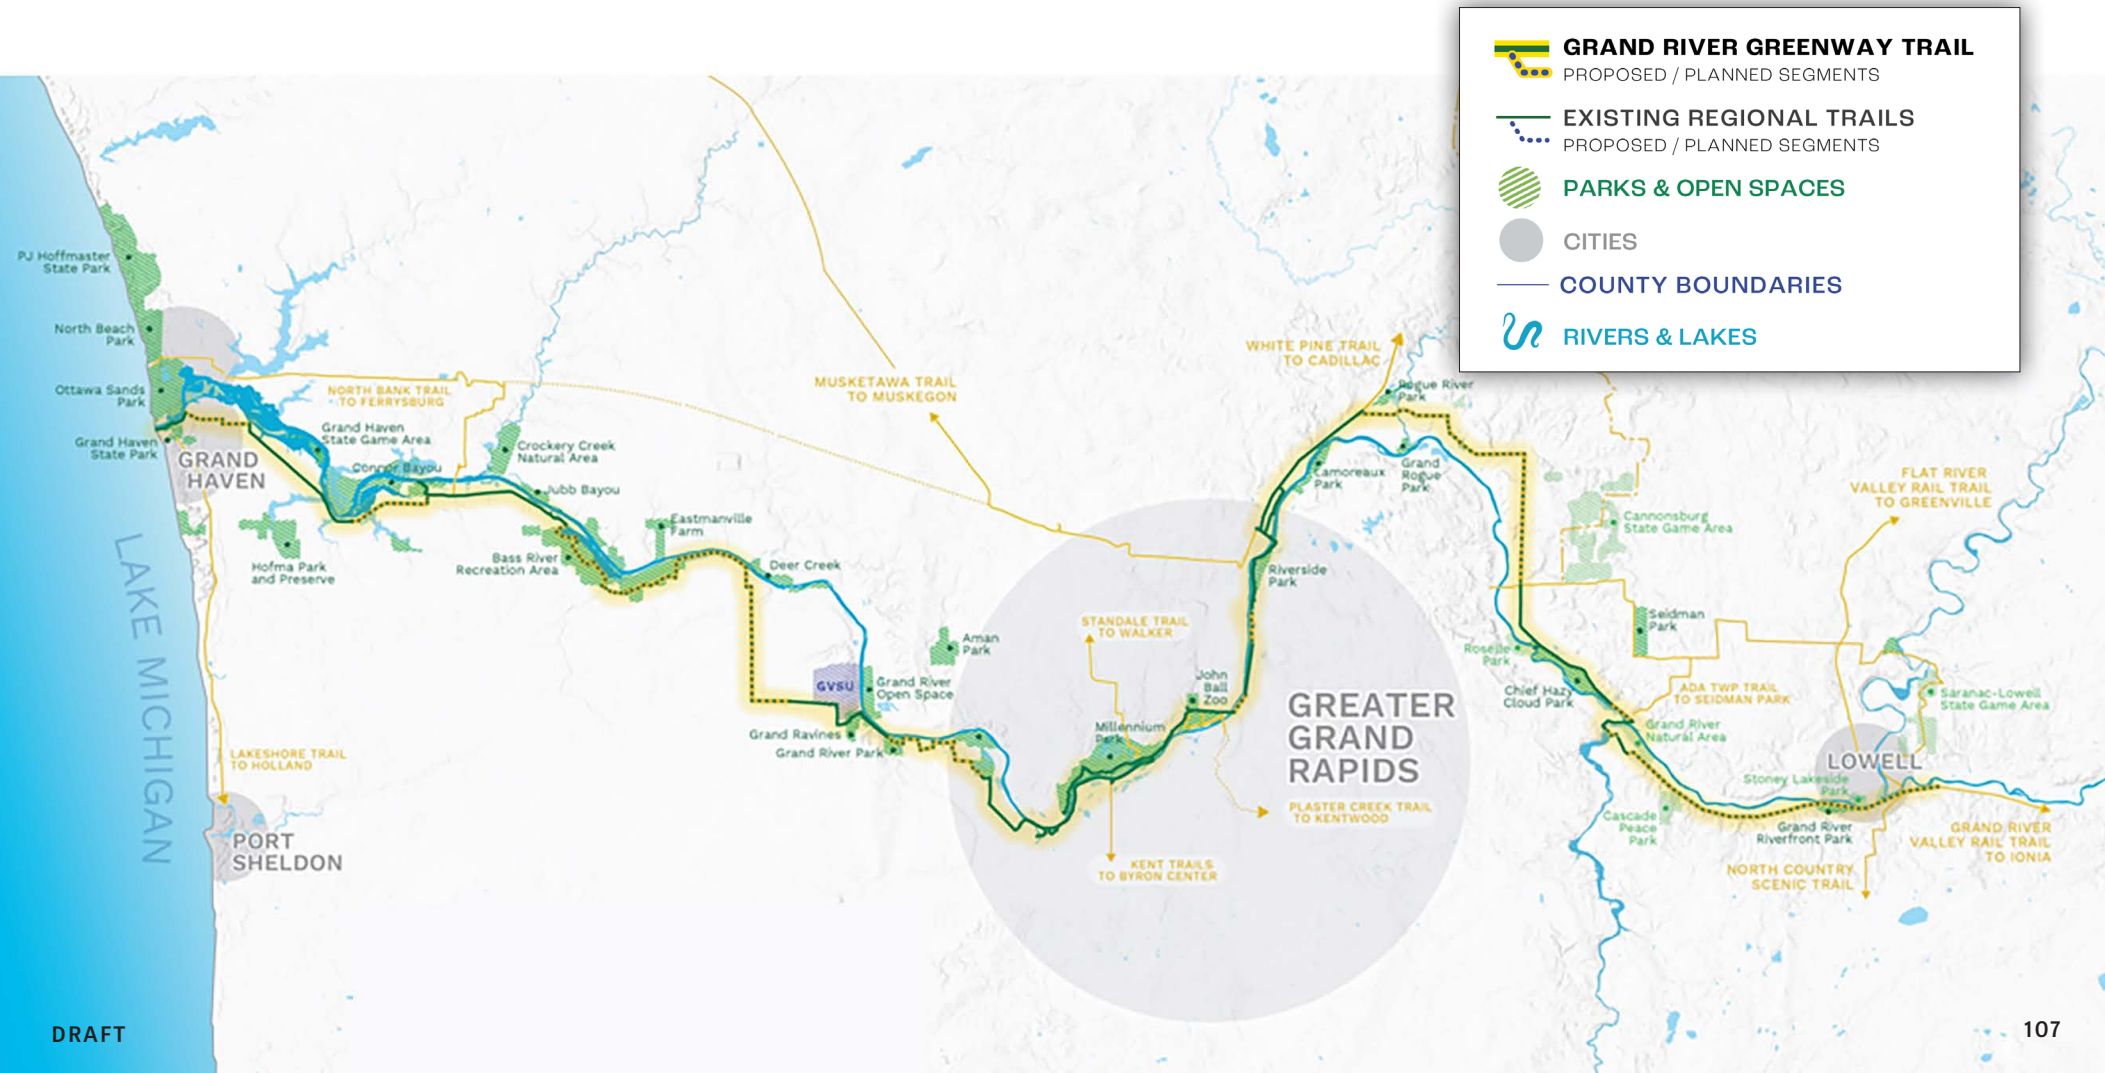 GRAND RIVER GREENWAY TRAIL
PROPOSED / PLANNED SEGMENTS
EXISTING REGIONAL TRAILS
PROPOSED / PLANNED SEGMENTS
PARKS & OPEN SPACES
CITIES
COUNTY BOUNDARIES
RIVERS & LAKES
PJ Hoffmaster
State Park
North Beach
Park
Ottawa Sands
Park
Grand Haven
State Park
GRAND
HAVEN
NORTH BANK TRAIL
TO FERRYSBURG
Grand Haven
State Game Area
Connor Bayou
Crockery Creek
Natural Area
Jubb Bayou
Hofma Park
and Preserve
Bass River
Recreation Area
Eastmanville
Farm
Deer Creek
MUSKETAWA TRAIL
TO MUSKEGON
WHITE PINE TRAIL
TO CADILLAC
Rogue River
Park
Lamoreaux
Park
Grand
Rogue
Park
Riverside
Park
Cannonsburg
State Game Area
FLAT RIVER
VALLEY RAIL TRAIL
TO GREENVILLE
LAKE MICHIGAN
Aman
Park
GVSU
Grand River
Open Space
Grand Ravines
Grand River Park
STANDALE TRAIL
TO WALKER
John
Ball
Zoo
Millennium
Park
GREATER
GRAND
RAPIDS
PLASTER CREEK TRAIL
TO KENTWOOD
KENT TRAILS
TO BYRON CENTER
Seidman
Park
Roselle
Park
Chief Hazy
Cloud Park
ADA TWP TRAIL
TO SEIDMAN PARK
Grand River
Natural Area
Saranac-Lowell
State Game Area
LOWELL
Stoney Lakeside
Park
Cascade
Peace
Park
Grand River
Riverfront Park
GRAND RIVER
VALLEY RAIL TRAIL
TO IONIA
NORTH COUNTRY
SCENIC TRAIL
LAKESHORE TRAIL
TO HOLLAND
PORT
SHELDON
DRAFT
107